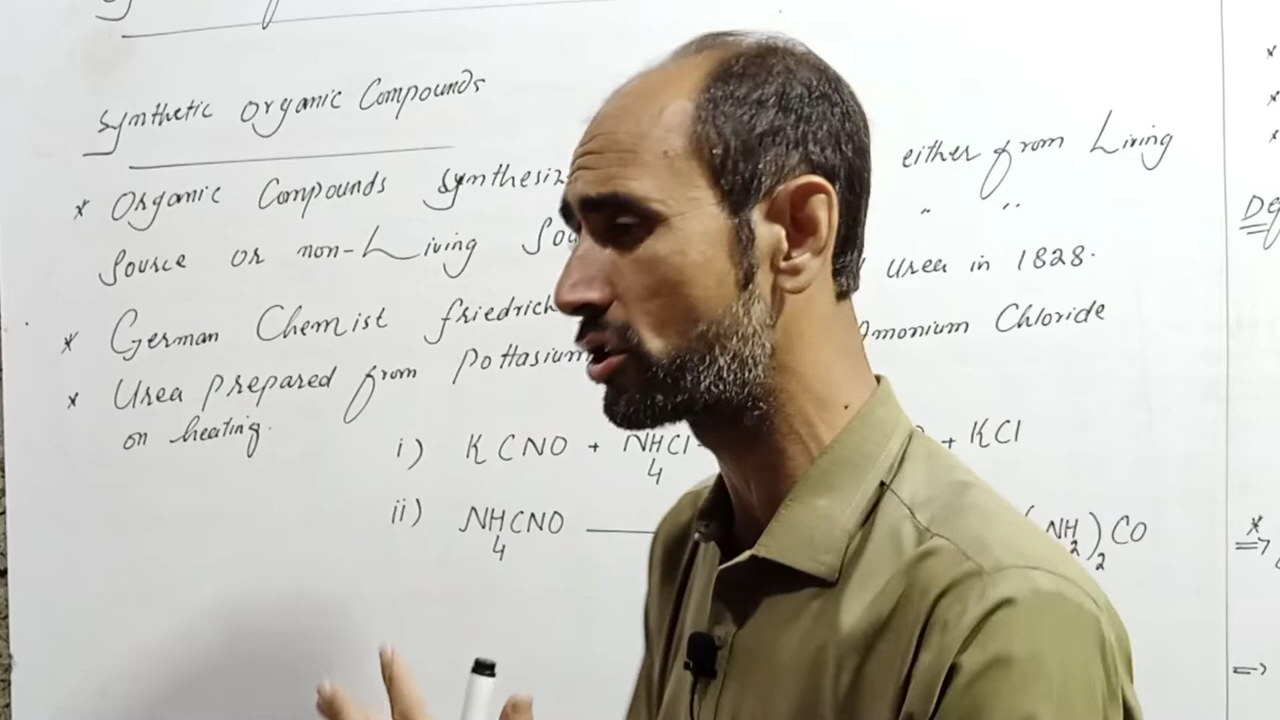 Synthetic Organic Compounds
* Organic Compounds Synthesiz either from Living
Source or non-Living Sou " "
* German Chemist friedrich Urea in 1828.
* Urea prepared from Pottasium Amonium Chloride
on heating.
i) KCNO + NH4Cl + KCl
ii) NH4CNO (NH2)2CO